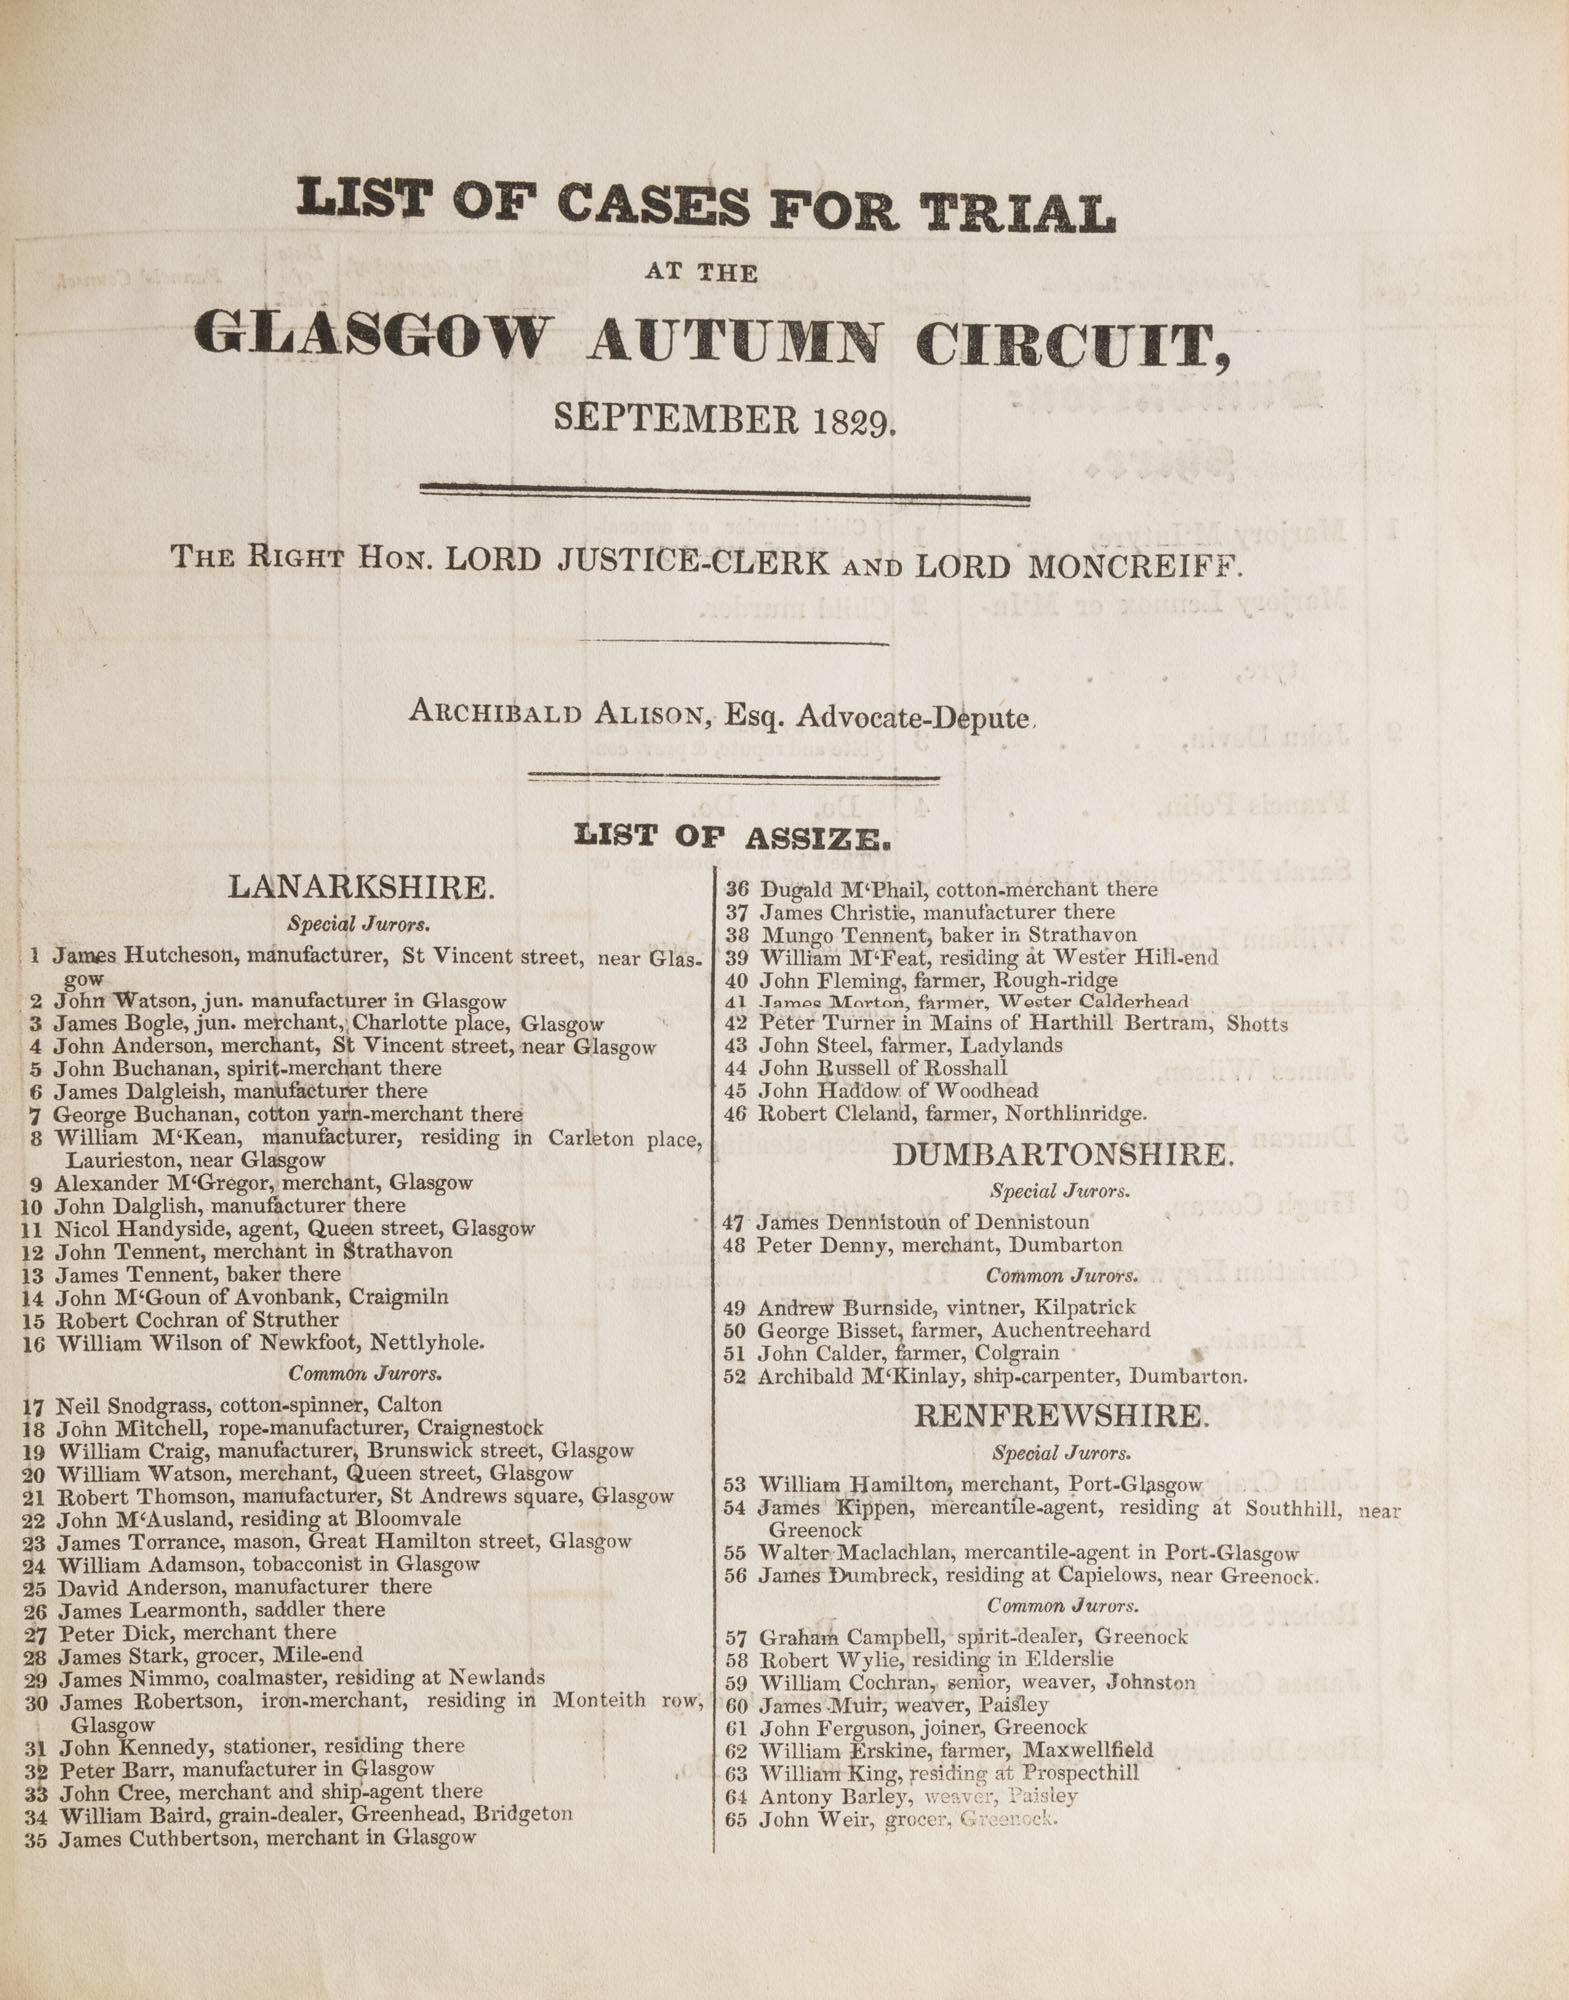 LIST OF CASES FOR TRIAL
AT THE
GLASGOW AUTUMN CIRCUIT,
SEPTEMBER 1829.
THE RIGHT HON. LORD JUSTICE-CLERK AND LORD MONCREIFF.
ARCHIBALD ALISON, Esq. Advocate-Depute.
LIST OF ASSIZE.
LANARKSHIRE.
Special Jurors.
1 James Hutcheson, manufacturer, St Vincent street, near Glas-
gow
2 John Watson, jun. manufacturer in Glasgow
3 James Bogle, jun. merchant, Charlotte place, Glasgow
4 John Anderson, merchant, St Vincent street, near Glasgow
5 John Buchanan, spirit-merchant there
6 James Dalgleish, manufacturer there
7 George Buchanan, cotton yarn-merchant there
8 William M‘Kean, manufacturer, residing in Carleton place,
Laurieston, near Glasgow
9 Alexander M‘Gregor, merchant, Glasgow
10 John Dalglish, manufacturer there
11 Nicol Handyside, agent, Queen street, Glasgow
12 John Tennent, merchant in Strathavon
13 James Tennent, baker there
14 John M‘Goun of Avonbank, Craigmiln
15 Robert Cochran of Struther
16 William Wilson of Newkfoot, Nettlyhole.
Common Jurors.
17 Neil Snodgrass, cotton-spinner, Calton
18 John Mitchell, rope-manufacturer, Craignestock
19 William Craig, manufacturer, Brunswick street, Glasgow
20 William Watson, merchant, Queen street, Glasgow
21 Robert Thomson, manufacturer, St Andrews square, Glasgow
22 John M‘Ausland, residing at Bloomvale
23 James Torrance, mason, Great Hamilton street, Glasgow
24 William Adamson, tobacconist in Glasgow
25 David Anderson, manufacturer there
26 James Learmonth, saddler there
27 Peter Dick, merchant there
28 James Stark, grocer, Mile-end
29 James Nimmo, coalmaster, residing at Newlands
30 James Robertson, iron-merchant, residing in Monteith row,
Glasgow
31 John Kennedy, stationer, residing there
32 Peter Barr, manufacturer in Glasgow
33 John Cree, merchant and ship-agent there
34 William Baird, grain-dealer, Greenhead, Bridgeton
35 James Cuthbertson, merchant in Glasgow
36 Dugald M‘Phail, cotton-merchant there
37 James Christie, manufacturer there
38 Mungo Tennent, baker in Strathavon
39 William M‘Feat, residing at Wester Hill-end
40 John Fleming, farmer, Rough-ridge
41 James Morton, farmer, Wester Calderhead
42 Peter Turner in Mains of Harthill Bertram, Shotts
43 John Steel, farmer, Ladylands
44 John Russell of Rosshall
45 John Haddow of Woodhead
46 Robert Cleland, farmer, Northlinridge.
DUMBARTONSHIRE.
Special Jurors.
47 James Dennistoun of Dennistoun
48 Peter Denny, merchant, Dumbarton
Common Jurors.
49 Andrew Burnside, vintner, Kilpatrick
50 George Bisset, farmer, Auchentreehard
51 John Calder, farmer, Colgrain
52 Archibald M‘Kinlay, ship-carpenter, Dumbarton.
RENFREWSHIRE.
Special Jurors.
53 William Hamilton, merchant, Port-Glasgow
54 James Kippen, mercantile-agent, residing at Southhill, near
Greenock
55 Walter Maclachlan, mercantile-agent in Port-Glasgow
56 James Dumbreck, residing at Capielows, near Greenock.
Common Jurors.
57 Graham Campbell, spirit-dealer, Greenock
58 Robert Wylie, residing in Elderslie
59 William Cochran, senior, weaver, Johnston
60 James Muir, weaver, Paisley
61 John Ferguson, joiner, Greenock
62 William Erskine, farmer, Maxwellfield
63 William King, residing at Prospecthill
64 Antony Barley, weaver, Paisley
65 John Weir, grocer, Greenock.